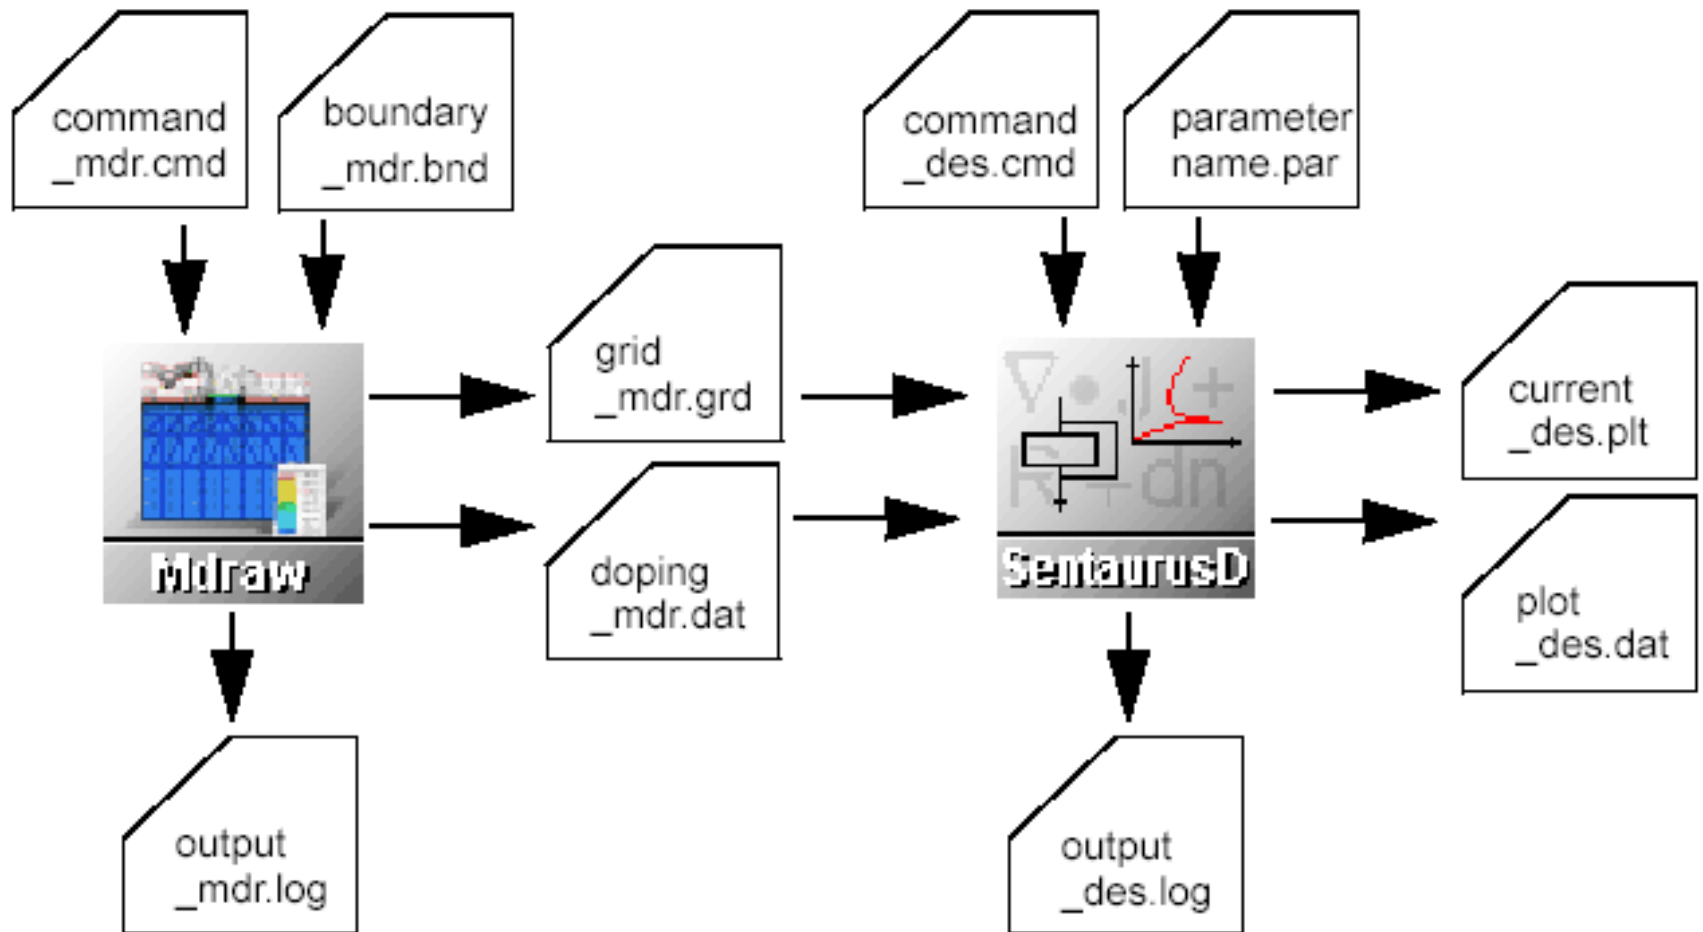 command
_mdr.cmd
boundary
_mdr.bnd
command
_des.cmd
parameter
name.par
grid
_mdr.grd
current
_des.plt
Mdraw
SentaurusD
doping
_mdr.dat
plot
_des.dat
output
_mdr.log
output
_des.log